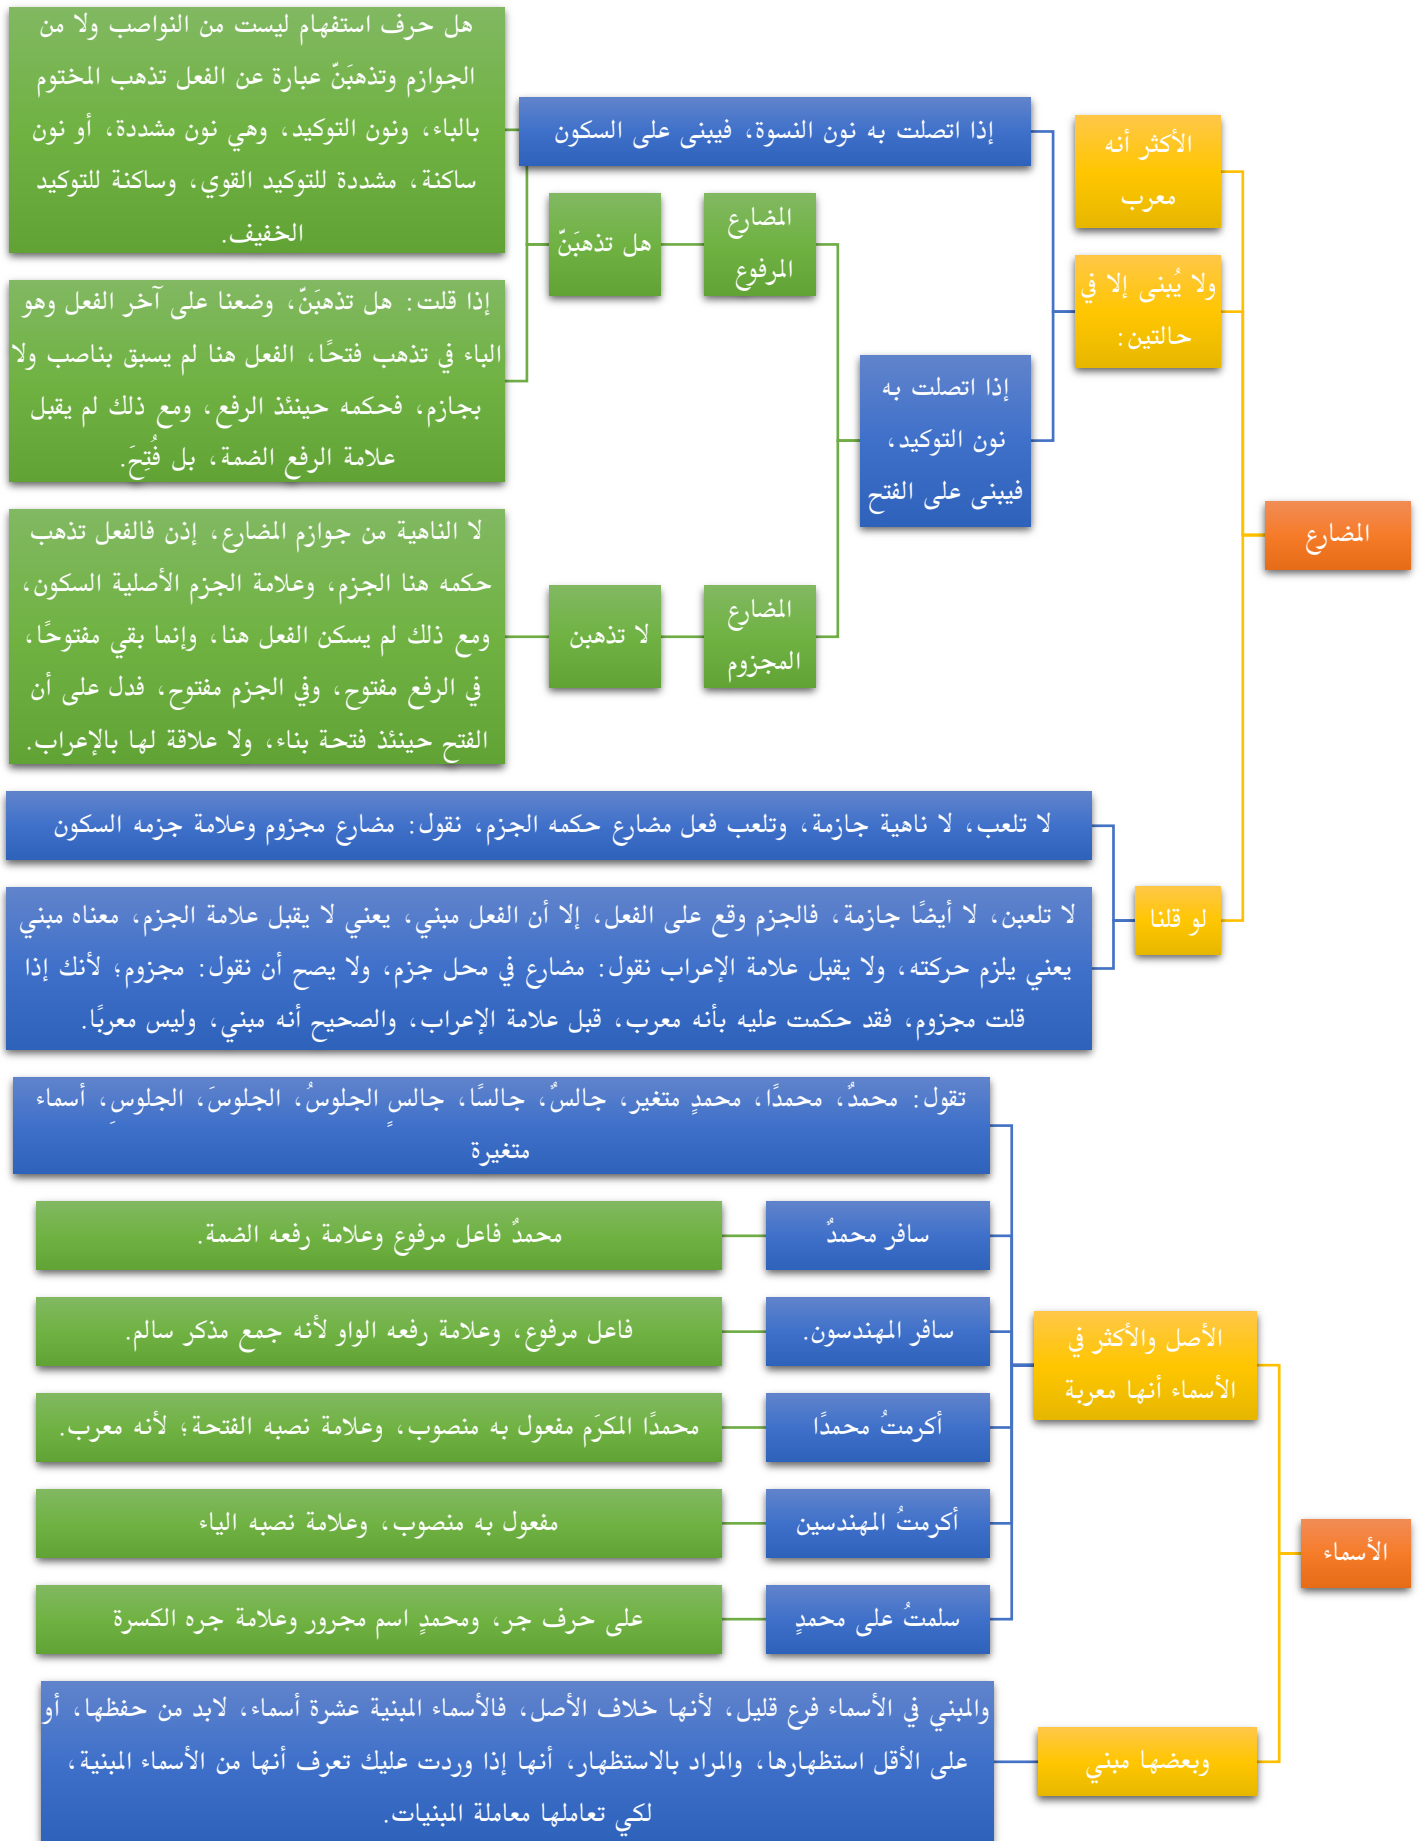 المضارع
الأكثر أنه
معرب
ولا يُبنى إلا في
حالتين:
إذا اتصلت به نون النسوة، فيبنى على السكون
إذا اتصلت به
نون التوكيد،
فيبنى على الفتح
المضارع
المرفوع
هل تذهبَنّ
هل حرف استفهام ليست من النواصب ولا من
الجوازم وتذهبَنّ عبارة عن الفعل تذهب المختوم
بالباء، ونون التوكيد، وهي نون مشددة، أو نون
ساكنة، مشددة للتوكيد القوي، وساكنة للتوكيد
الخفيف.
إذا قلت: هل تذهبَنّ، وضعنا على آخر الفعل وهو
الباء في تذهب فتحًا، الفعل هنا لم يسبق بناصب ولا
بجازم، فحكمه حينئذ الرفع، ومع ذلك لم يقبل
علامة الرفع الضمة، بل فُتِحَ.
المضارع
المجزوم
لا تذهبن
لا الناهية من جوازم المضارع، إذن فالفعل تذهب
حكمه هنا الجزم، وعلامة الجزم الأصلية السكون،
ومع ذلك لم يسكن الفعل هنا، وإنما بقي مفتوحًا،
في الرفع مفتوح، وفي الجزم مفتوح، فدل على أن
الفتح حينئذ فتحة بناء، ولا علاقة لها بالإعراب.
لو قلنا
لا تلعب، لا ناهية جازمة، وتلعب فعل مضارع حكمه الجزم، نقول: مضارع مجزوم وعلامة جزمه السكون
لا تلعبن، لا أيضًا جازمة، فالجزم وقع على الفعل، إلا أن الفعل مبني، يعني لا يقبل علامة الجزم، معناه مبني
يعني يلزم حركته، ولا يقبل علامة الإعراب نقول: مضارع في محل جزم، ولا يصح أن نقول: مجزوم؛ لأنك إذا
قلت مجزوم، فقد حكمت عليه بأنه معرب، قبل علامة الإعراب، والصحيح أنه مبني، وليس معربًا.
الأسماء
الأصل والأكثر في
الأسماء أنها معربة
تقول: محمدٌ، محمدًا، محمدٍ متغير، جالسٌ، جالسًا، جالسٍ الجلوسُ، الجلوسَ، الجلوسِ، أسماء
متغيرة
سافر محمدٌ
محمدٌ فاعل مرفوع وعلامة رفعه الضمة.
سافر المهندسون.
فاعل مرفوع، وعلامة رفعه الواو لأنه جمع مذكر سالم.
أكرمتُ محمدًا
محمدًا المكرَم مفعول به منصوب، وعلامة نصبه الفتحة؛ لأنه معرب.
أكرمتُ المهندسين
مفعول به منصوب، وعلامة نصبه الياء
سلمتُ على محمدٍ
على حرف جر، ومحمدٍ اسم مجرور وعلامة جره الكسرة
وبعضها مبني
والمبني في الأسماء فرع قليل، لأنها خلاف الأصل، فالأسماء المبنية عشرة أسماء، لابد من حفظها، أو
على الأقل استظهارها، والمراد بالاستظهار، أنها إذا وردت عليك تعرف أنها من الأسماء المبنية،
لكي تعاملها معاملة المبنيات.